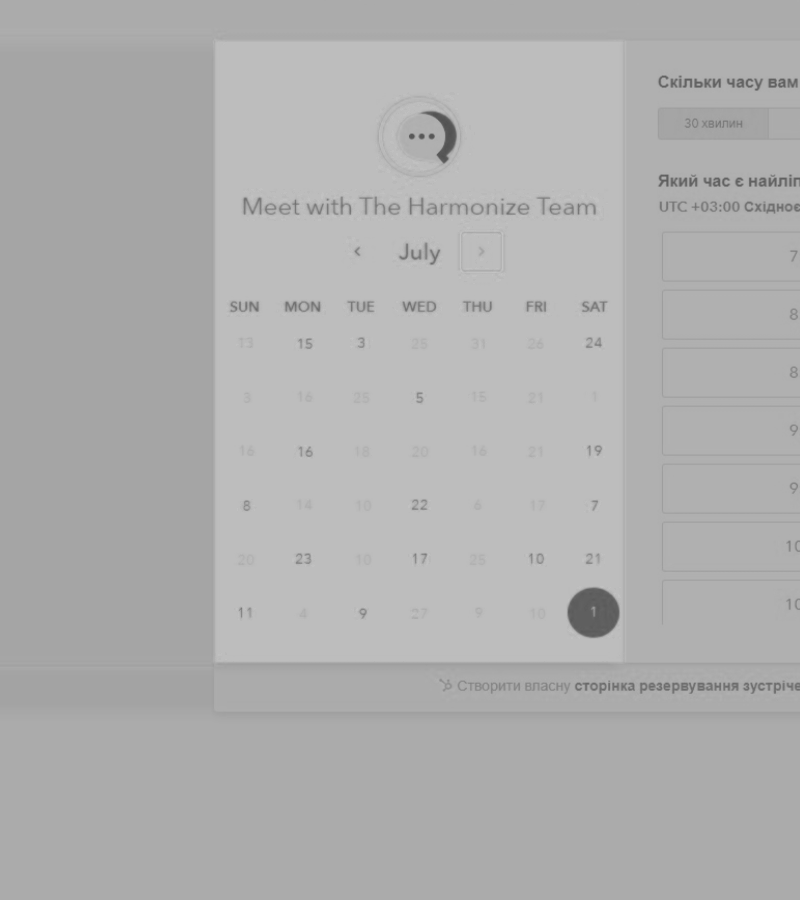 Meet with The Harmonize Team
July
SUN MON TUE WED THU FRI SAT
13 15 3 25 31 26 24
3 16 25 5 15 21 1
16 16 18 20 16 21 19
8 14 10 22 6 17 7
20 23 10 17 25 10 21
11 4 9 27 9 10 1
Скільки часу вам
30 хвилин
Який час є найліп
UTC +03:00 Східноє
7
8
8
9
9
10
10
Створити власну сторінка резервування зустріче